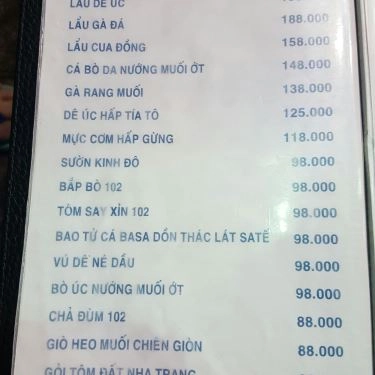 LẨU DÊ ÚC
LẨU GÀ ĐÁ 188.000
LẨU CUA ĐỒNG 158.000
CÁ BÒ DA NƯỚNG MUỐI ỚT 148.000
GÀ RANG MUỐI 138.000
DÊ ÚC HẤP TÍA TÔ 125.000
MỰC CƠM HẤP GỪNG 118.000
SƯỜN KINH ĐÔ 98.000
BẮP BÒ 102 98.000
TÔM SAY XỈN 102 98.000
BAO TỬ CÁ BASA DỒN THÁC LÁT SATẾ 98.000
VÚ DÊ NÉ DẦU 98.000
BÒ ÚC NƯỚNG MUỐI ỚT 98.000
CHẢ ĐÙM 102 88.000
GIÒ HEO MUỐI CHIÊN GIÒN 88.000
GỎI TÔM ĐẤT NHA TRANG